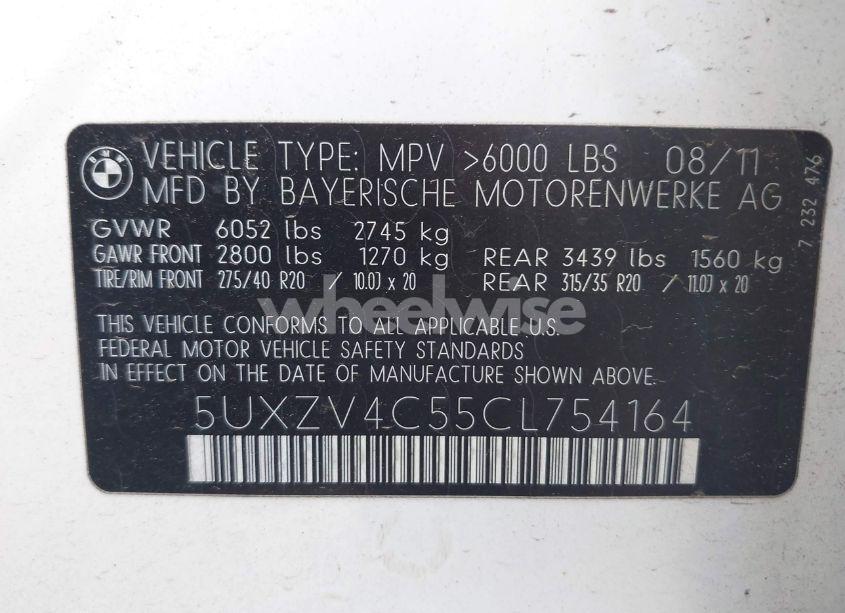 BMW
VEHICLE TYPE: MPV >6000 LBS 08/11
MFD BY BAYERISCHE MOTORENWERKE AG
GVWR 6052 lbs 2745 kg
GAWR FRONT 2800 lbs 1270 kg REAR 3439 lbs 1560 kg
TIRE/RIM FRONT 275/40 R20 / 10.0J x 20 REAR 315/35 R20 / 11.0J x 20
7 232 476
wheelwise
THIS VEHICLE CONFORMS TO ALL APPLICABLE U.S.
FEDERAL MOTOR VEHICLE SAFETY STANDARDS
IN EFFECT ON THE DATE OF MANUFACTURE SHOWN ABOVE.
5UXZV4C55CL754164